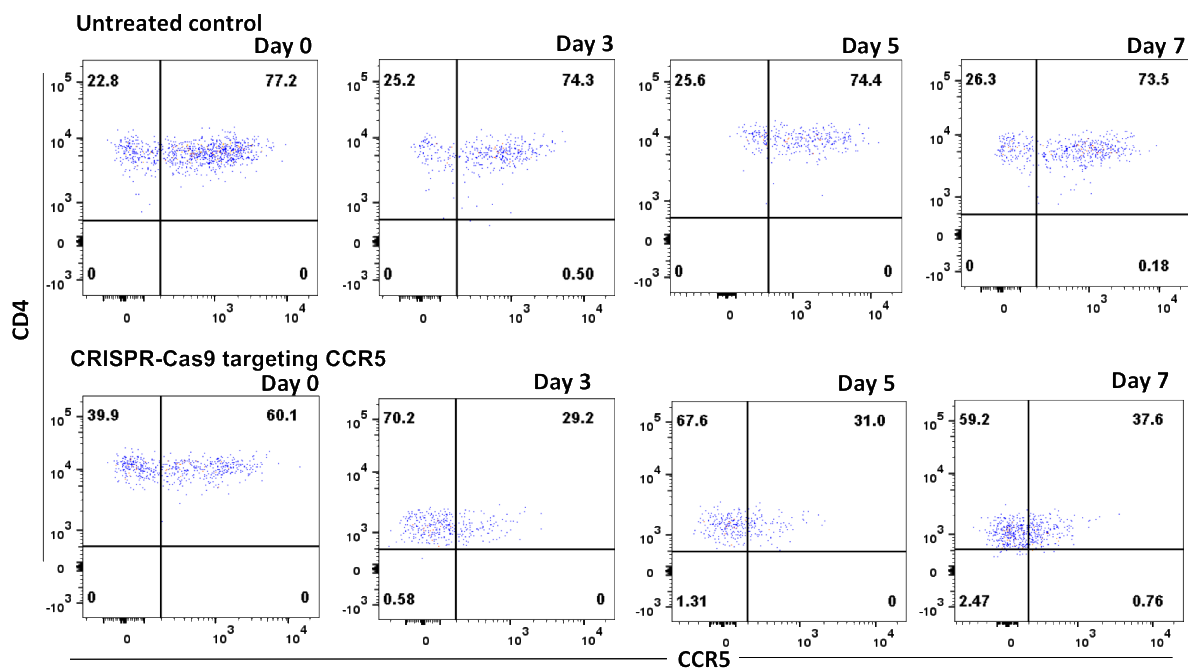 Untreated control
Day 0 Day 3 Day 5 Day 7
10^5 22.8 77.2 10^5 25.2 74.3 10^5 25.6 74.4 10^5 26.3 73.5
10^4 10^4 10^4 10^4
10^3 10^3 10^3 10^3
0 0 0 0
-10^3 0 0 -10^3 0 0.50 -10^3 0 0 -10^3 0 0.18
0 10^3 10^4 0 10^3 10^4 0 10^3 10^4 0 10^3 10^4
CD4
CRISPR-Cas9 targeting CCR5
Day 0 Day 3 Day 5 Day 7
10^5 39.9 60.1 10^5 70.2 29.2 10^5 67.6 31.0 10^5 59.2 37.6
10^4 10^4 10^4 10^4
10^3 10^3 10^3 10^3
0 0 0 0
-10^3 0 0 -10^3 0.58 0 -10^3 1.31 0 -10^3 2.47 0.76
0 10^3 10^4 0 10^3 10^4 0 10^3 10^4 0 10^3 10^4
CCR5